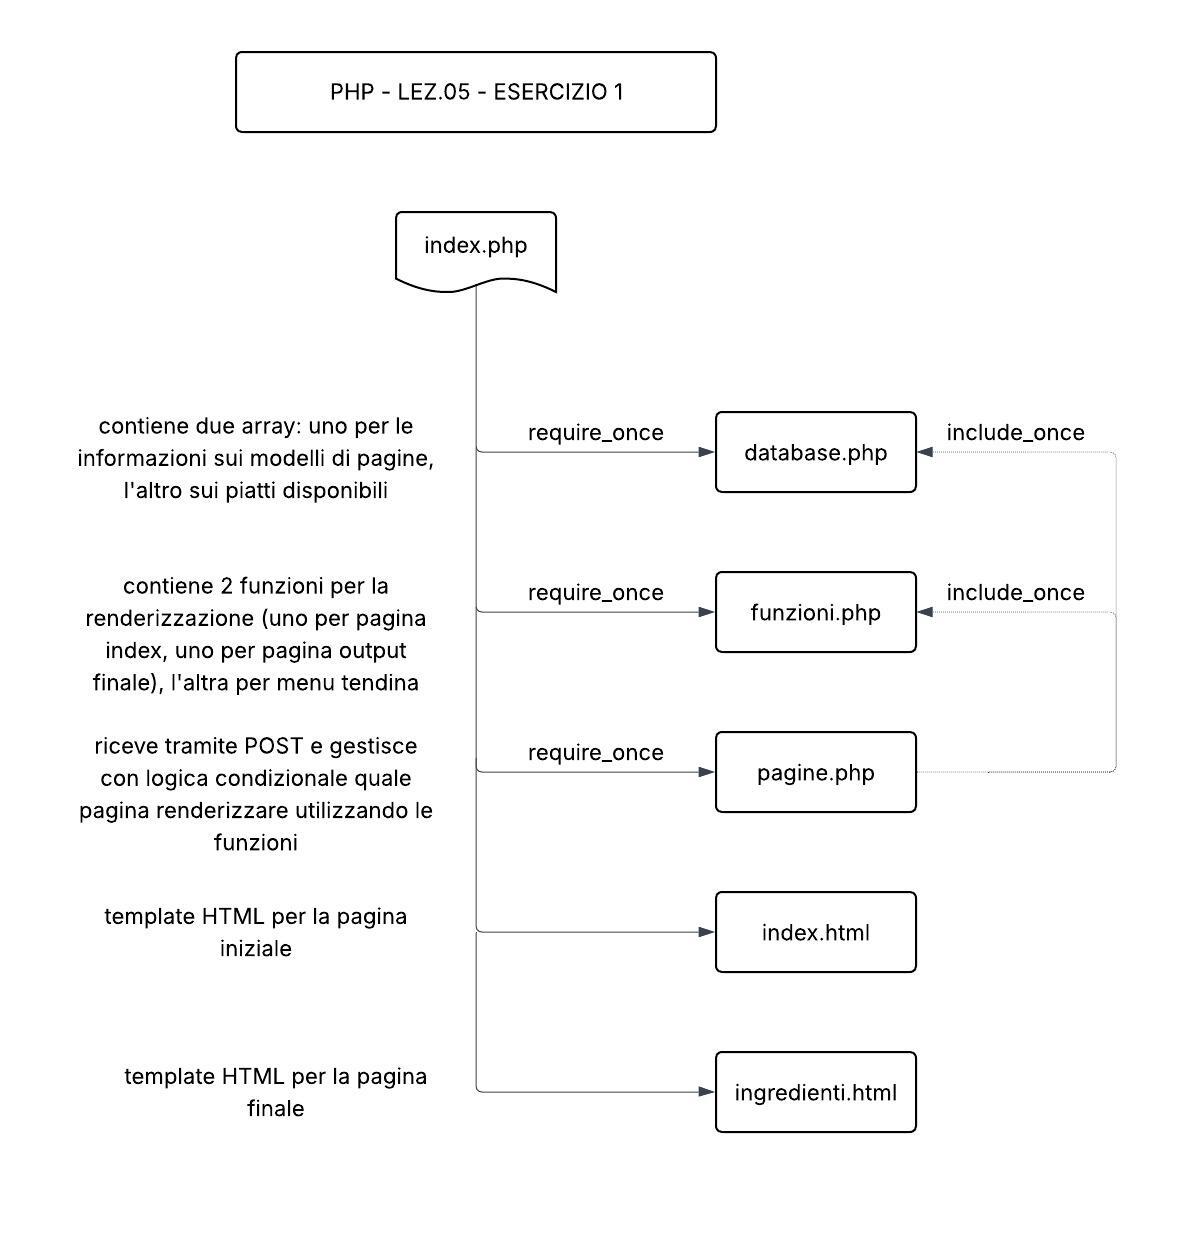 PHP - LEZ.05 - ESERCIZIO 1
index.php
contiene due array: uno per le
informazioni sui modelli di pagine,
l'altro sui piatti disponibili
require_once
database.php
include_once
contiene 2 funzioni per la
renderizzazione (uno per pagina
index, uno per pagina output
finale), l'altra per menu tendina
require_once
funzioni.php
include_once
riceve tramite POST e gestisce
con logica condizionale quale
pagina renderizzare utilizzando le
funzioni
require_once
pagine.php
template HTML per la pagina
iniziale
index.html
template HTML per la pagina
finale
ingredienti.html